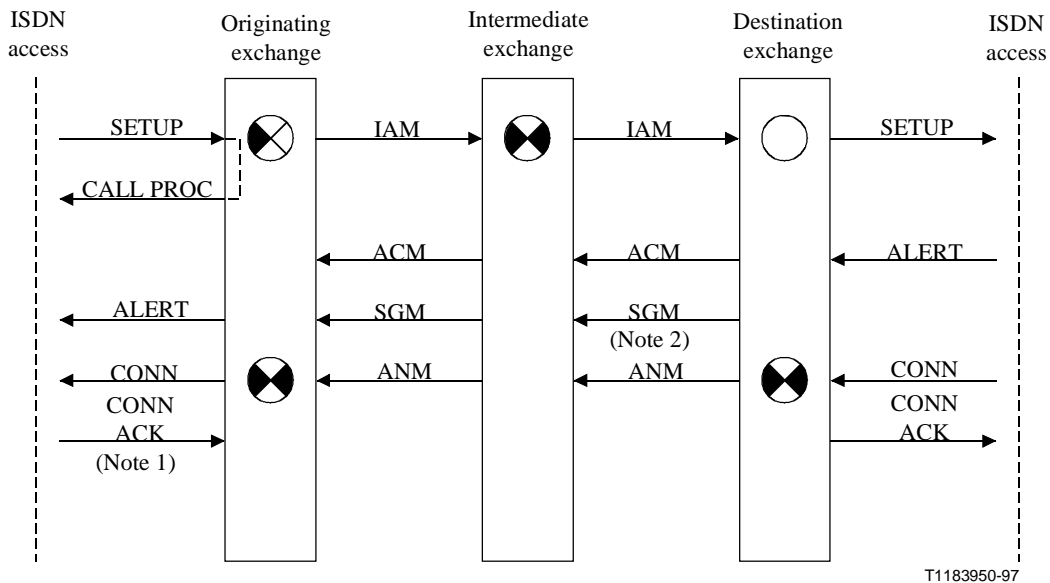 ISDN
access
Originating
exchange
Intermediate
exchange
Destination
exchange
ISDN
access
SETUP
IAM
IAM
SETUP
CALL PROC
ACM
ACM
ALERT
ALERT
SGM
SGM
(Note 2)
CONN
ANM
ANM
CONN
CONN
ACK
(Note 1)
CONN
ACK
T1183950-97